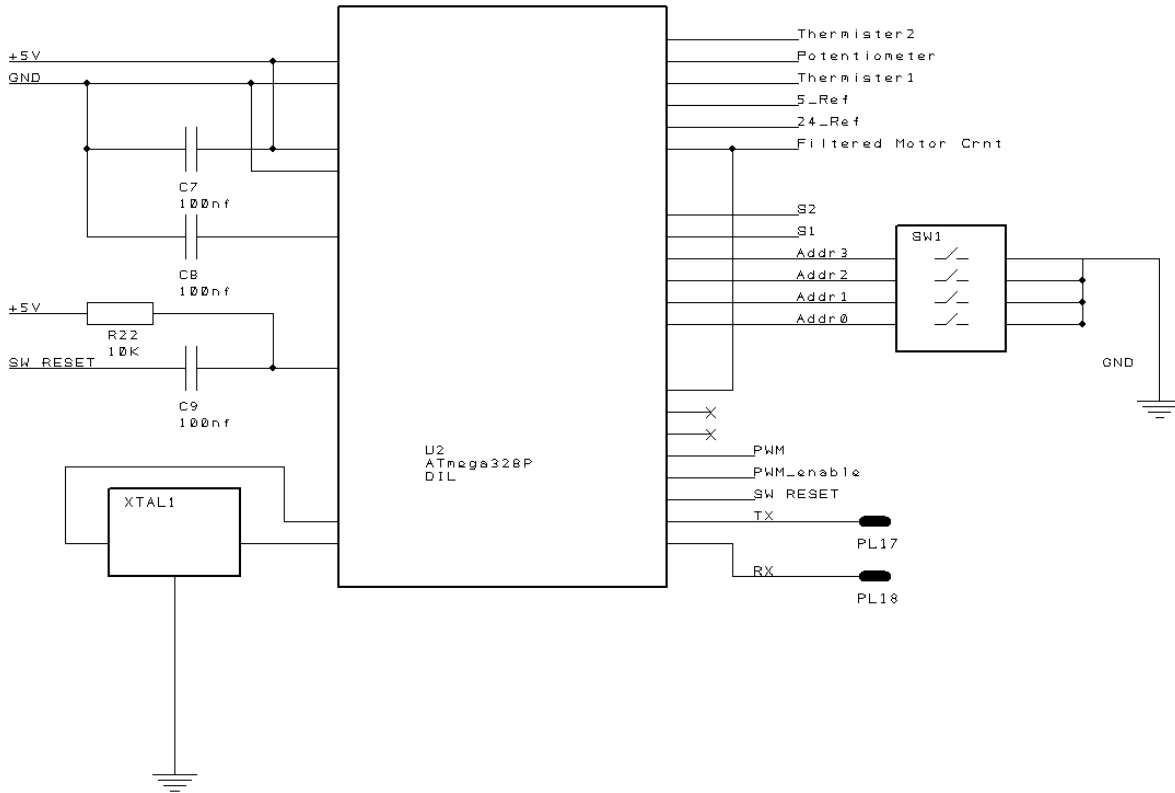 +5V
GND
C7
100nf
C8
100nf
+5V
R22
10K
SW RESET
C9
100nf
XTAL1
U2
ATmega328P
DIL
Thermister2
Potentiometer
Thermister1
5_Ref
24_Ref
Filtered Motor Crnt
S2
S1
Addr3
Addr2
Addr1
Addr0
SW1
GND
PWM
PWM_enable
SW RESET
TX
PL17
RX
PL18